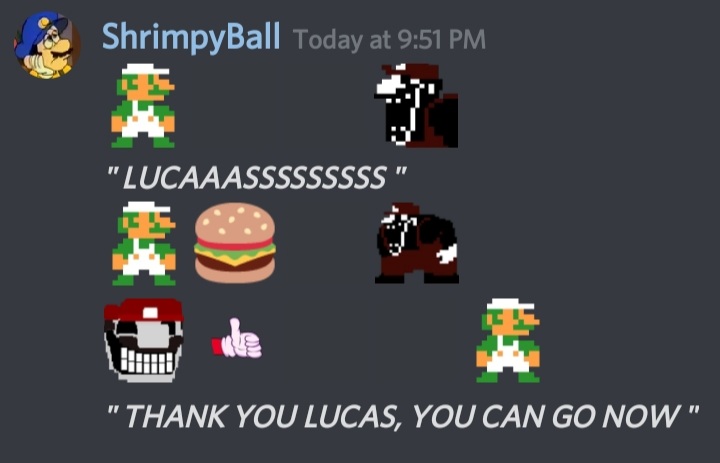 ShrimpyBall Today at 9:51 PM
" LUCAAASSSSSSSSS "
" THANK YOU LUCAS, YOU CAN GO NOW "